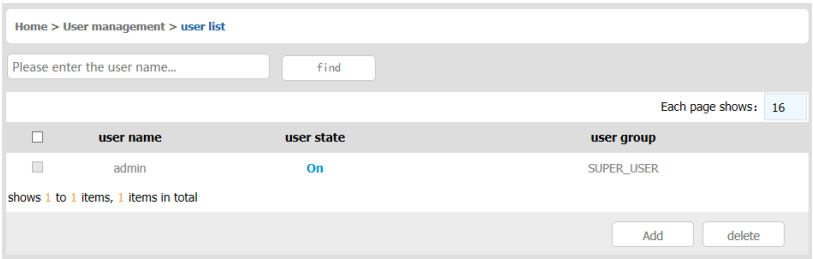 Home > User management > user list
Please enter the user name... find
Each page shows: 16
user name user state user group
admin On SUPER_USER
shows 1 to 1 items, 1 items in total
Add delete